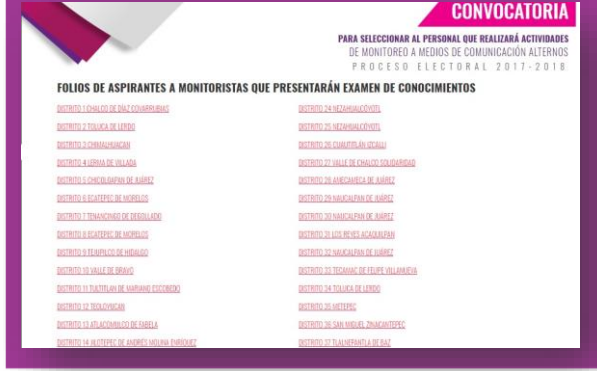 CONVOCATORIA
PARA SELECCIONAR AL PERSONAL QUE REALIZARÁ ACTIVIDADES
DE MONITOREO A MEDIOS DE COMUNICACIÓN ALTERNOS
PROCESO ELECTORAL 2017-2018
FOLIOS DE ASPIRANTES A MONITORISTAS QUE PRESENTARÁN EXAMEN DE CONOCIMIENTOS
DISTRITO 1 CHALCO DE DÍAZ COVARRUBIAS
DISTRITO 2 TOLUCA DE LERDO
DISTRITO 3 CHIMALHUACAN
DISTRITO 4 LERMA DE VILLADA
DISTRITO 5 CHICOLOAPAN DE JUÁREZ
DISTRITO 6 ECATEPEC DE MORELOS
DISTRITO 7 TENANCINGO DE DEGOLLADO
DISTRITO 8 ECATEPEC DE MORELOS
DISTRITO 9 TEJUPILCO DE HIDALGO
DISTRITO 10 VALLE DE BRAVO
DISTRITO 11 TULTITLAN DE MARIANO ESCOBEDO
DISTRITO 12 TEOLOYUCAN
DISTRITO 13 ATLACOMULCO DE FABELA
DISTRITO 14 JILOTEPEC DE ANDRÉS MOLINA ENRÍQUEZ
DISTRITO 24 NEZAHUALCÓYOTL
DISTRITO 25 NEZAHUALCÓYOTL
DISTRITO 26 CUAUTITLÁN IZCALLI
DISTRITO 27 VALLE DE CHALCO SOLIDARIDAD
DISTRITO 28 AMECAMECA DE JUÁREZ
DISTRITO 29 NAUCALPAN DE JUÁREZ
DISTRITO 30 NAUCALPAN DE JUÁREZ
DISTRITO 31 LOS REYES ACAQUILPAN
DISTRITO 32 NAUCALPAN DE JUÁREZ
DISTRITO 33 TECAMAC DE FELIPE VILLANUEVA
DISTRITO 34 TOLUCA DE LERDO
DISTRITO 35 METEPEC
DISTRITO 36 SAN MIGUEL ZINACANTEPEC
DISTRITO 37 TLALNEPANTLA DE BAZ